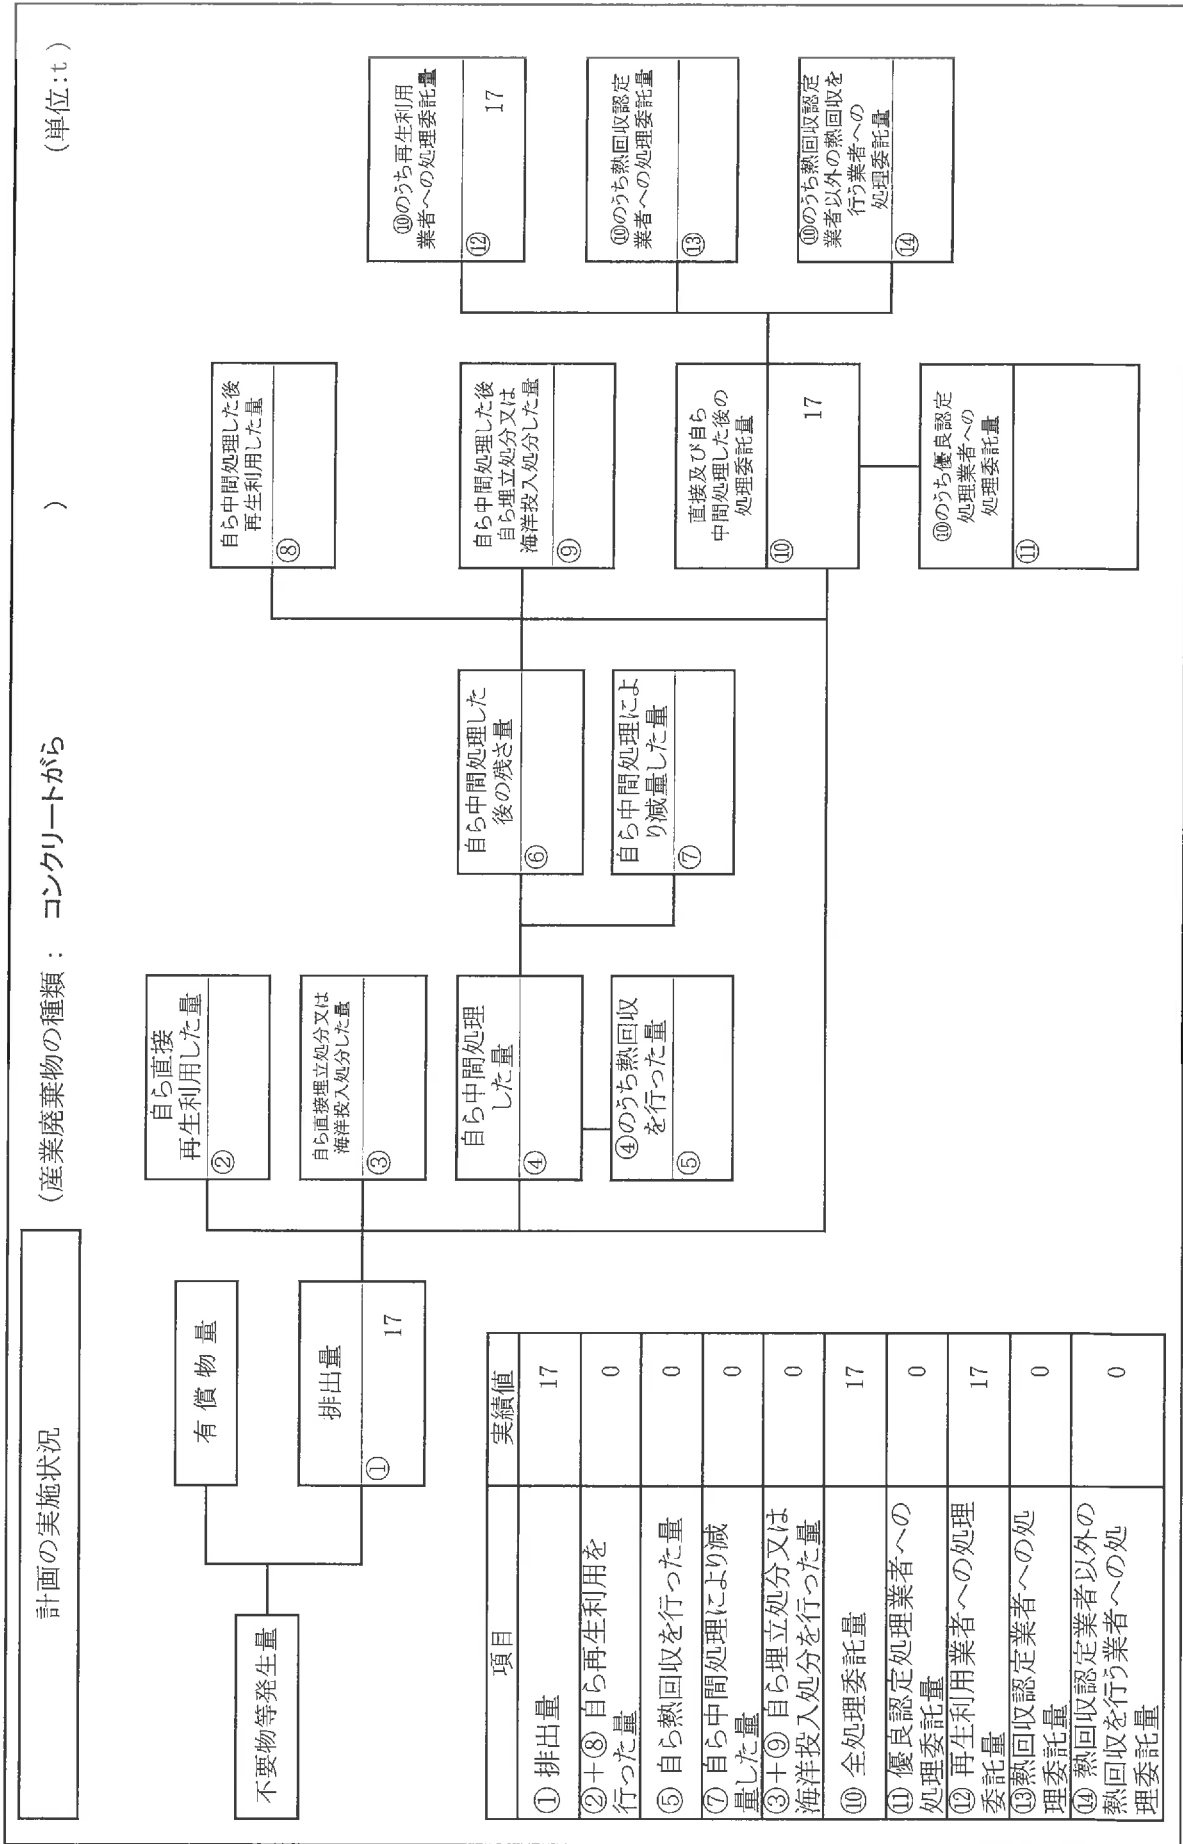 計画の実施状況
(産業廃棄物の種類： コンクリートがら )
(単位:t)
不要物等発生量
有償物量
排出量
① 17
自ら直接
再生利用した量
②
自ら直接埋立処分又は
海洋投入処分した量
③
自ら中間処理
した量
④
④のうち熱回収
を行った量
⑤
自ら中間処理した
後の残さ量
⑥
自ら中間処理によ
り減量した量
⑦
自ら中間処理した後
再生利用した量
⑧
自ら中間処理した後
自ら埋立処分又は
海洋投入処分した量
⑨
直接及び自ら
中間処理した後の
処理委託量
⑩ 17
⑩のうち優良認定
処理業者への
処理委託量
⑪
⑩のうち再生利用
業者への処理委託量
⑫ 17
⑩のうち熱回収認定
業者への処理委託量
⑬
⑩のうち熱回収認定
業者以外の熱回収を
行う業者への
処理委託量
⑭
項目 実績値
① 排出量 17
②＋⑧ 自ら再生利用を
行った量 0
⑤ 自ら熱回収を行った量 0
⑦ 自ら中間処理により減
量した量 0
③＋⑨ 自ら埋立処分又は
海洋投入処分を行った量 0
⑩ 全処理委託量 17
⑪ 優良認定処理業者への
処理委託量 0
⑫ 再生利用業者への処理
委託量 17
⑬熱回収認定業者への処
理委託量 0
⑭ 熱回収認定業者以外の
熱回収を行う業者への処
理委託量 0